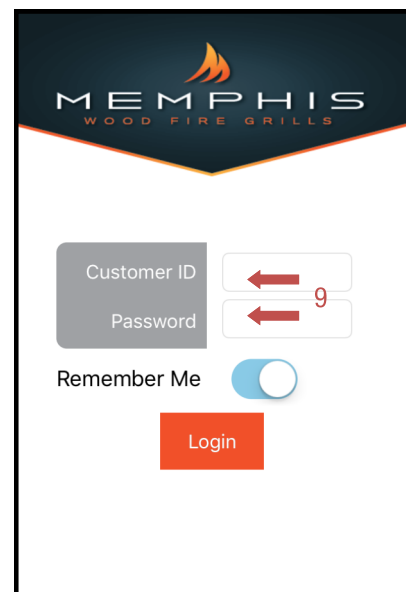 MEMPHIS
WOOD FIRE GRILLS
Customer ID
9
Password
Remember Me
Login